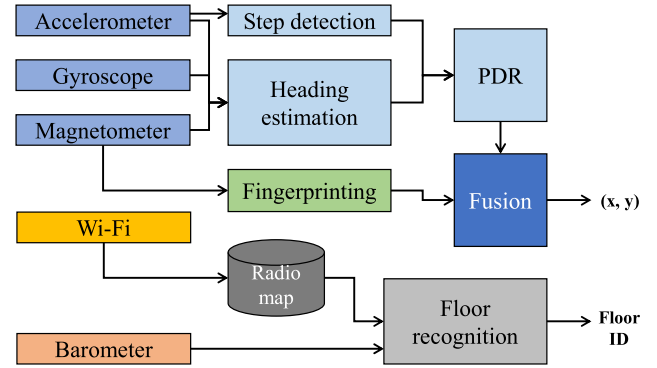 Accelerometer
Step detection
Gyroscope
Heading
estimation
PDR
Magnetometer
Fingerprinting
Fusion
(x, y)
Wi-Fi
Radio
map
Floor
recognition
Floor
ID
Barometer